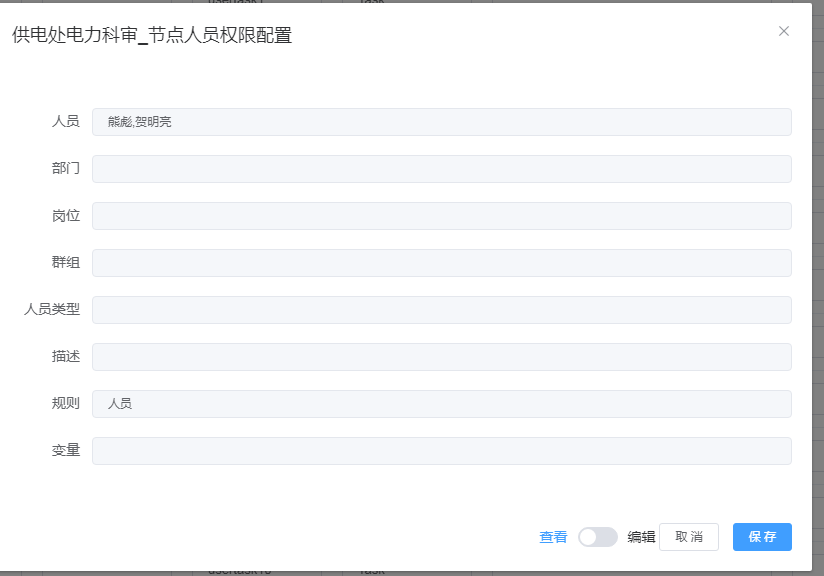 供电处电力科审_节点人员权限配置
人员 熊彪,贺明亮
部门
岗位
群组
人员类型
描述
规则 人员
变量
查看 编辑 取消 保存